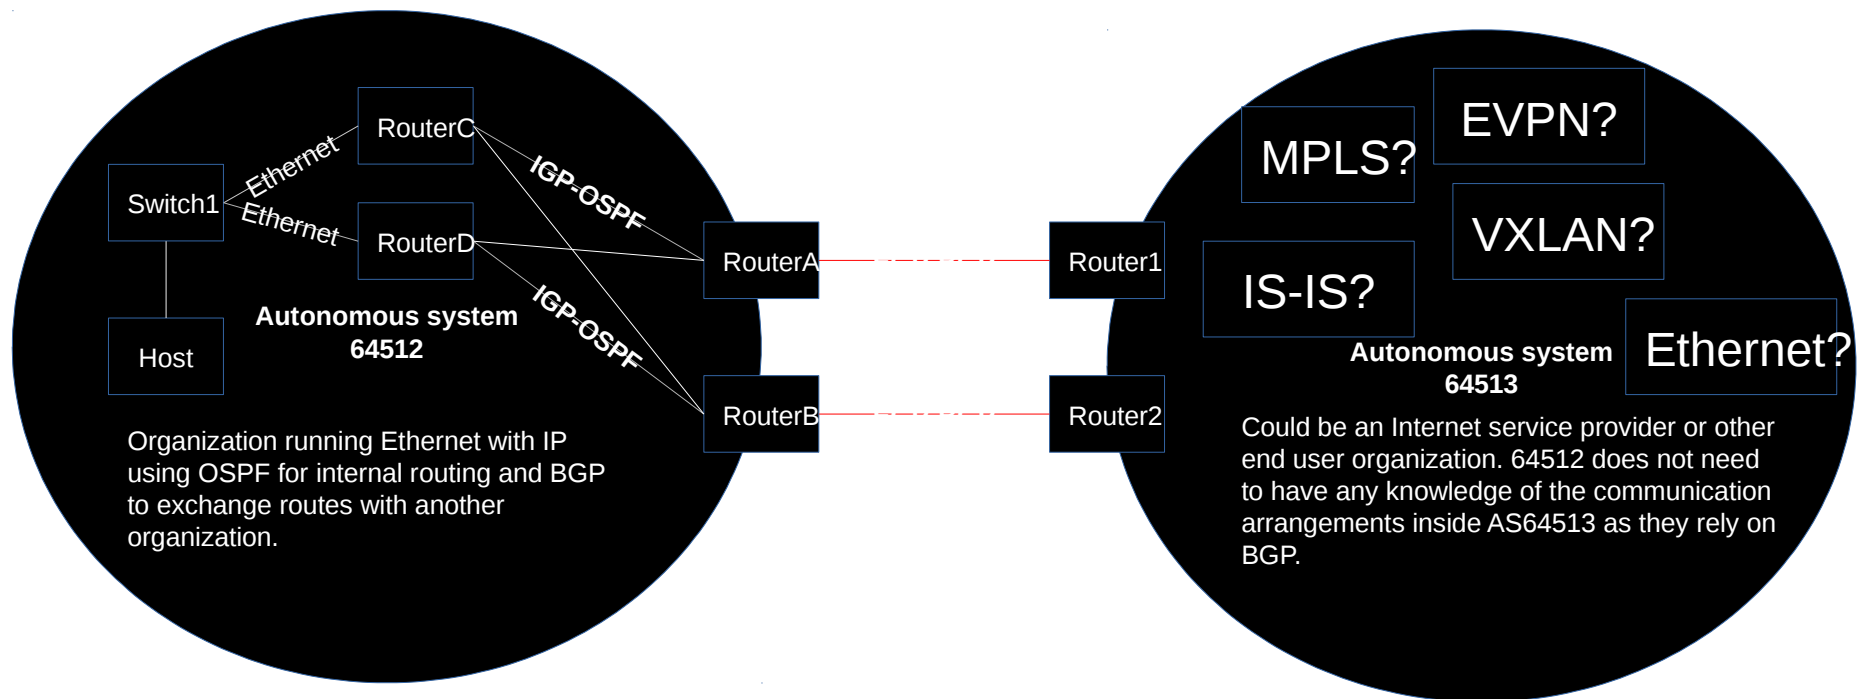 RouterC
Ethernet
IGP-OSPF
Switch1
Ethernet
RouterD
RouterA
IGP-OSPF
Autonomous system
64512
Host
RouterB
Organization running Ethernet with IP
using OSPF for internal routing and BGP
to exchange routes with another
organization.
Router1
Router2
EVPN?
MPLS?
VXLAN?
IS-IS?
Ethernet?
Autonomous system
64513
Could be an Internet service provider or other
end user organization. 64512 does not need
to have any knowledge of the communication
arrangements inside AS64513 as they rely on
BGP.